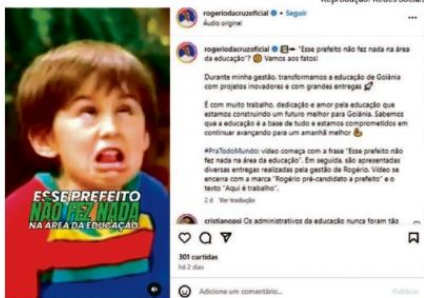 Reprodução: Redes Sociais
rogeriodacruzoficial • Seguir
Áudio original
rogeriodacruzoficial "Esse prefeito não fez nada na área
da educação"? Vamos aos fatos!
Durante minha gestão, transformamos a educação de Goiânia
com projetos inovadores e com grandes entregas
É com muito trabalho, dedicação e amor pela educação que
estamos construindo um futuro melhor para Goiânia. Sabemos
que a educação é a base de tudo e estamos comprometidos em
continuar avançando para um amanhã melhor
#PraTodoMundo: vídeo começa com a frase "Esse prefeito não
fez nada na área da educação". Em seguida, são apresentadas
diversas entregas realizadas pela gestão de Rogério. Vídeo se
encerra com a marca "Rogério pré-candidato a prefeito" e o
texto "Aqui é trabalho".
2 d Ver tradução
Os administrativos da educação nunca foram tão
ESSE PREFEITO
NÃO FEZ NADA
NA ÁREA DA EDUCAÇÃO
301 curtidas
há 2 dias
Adicione um comentário...
Publicar